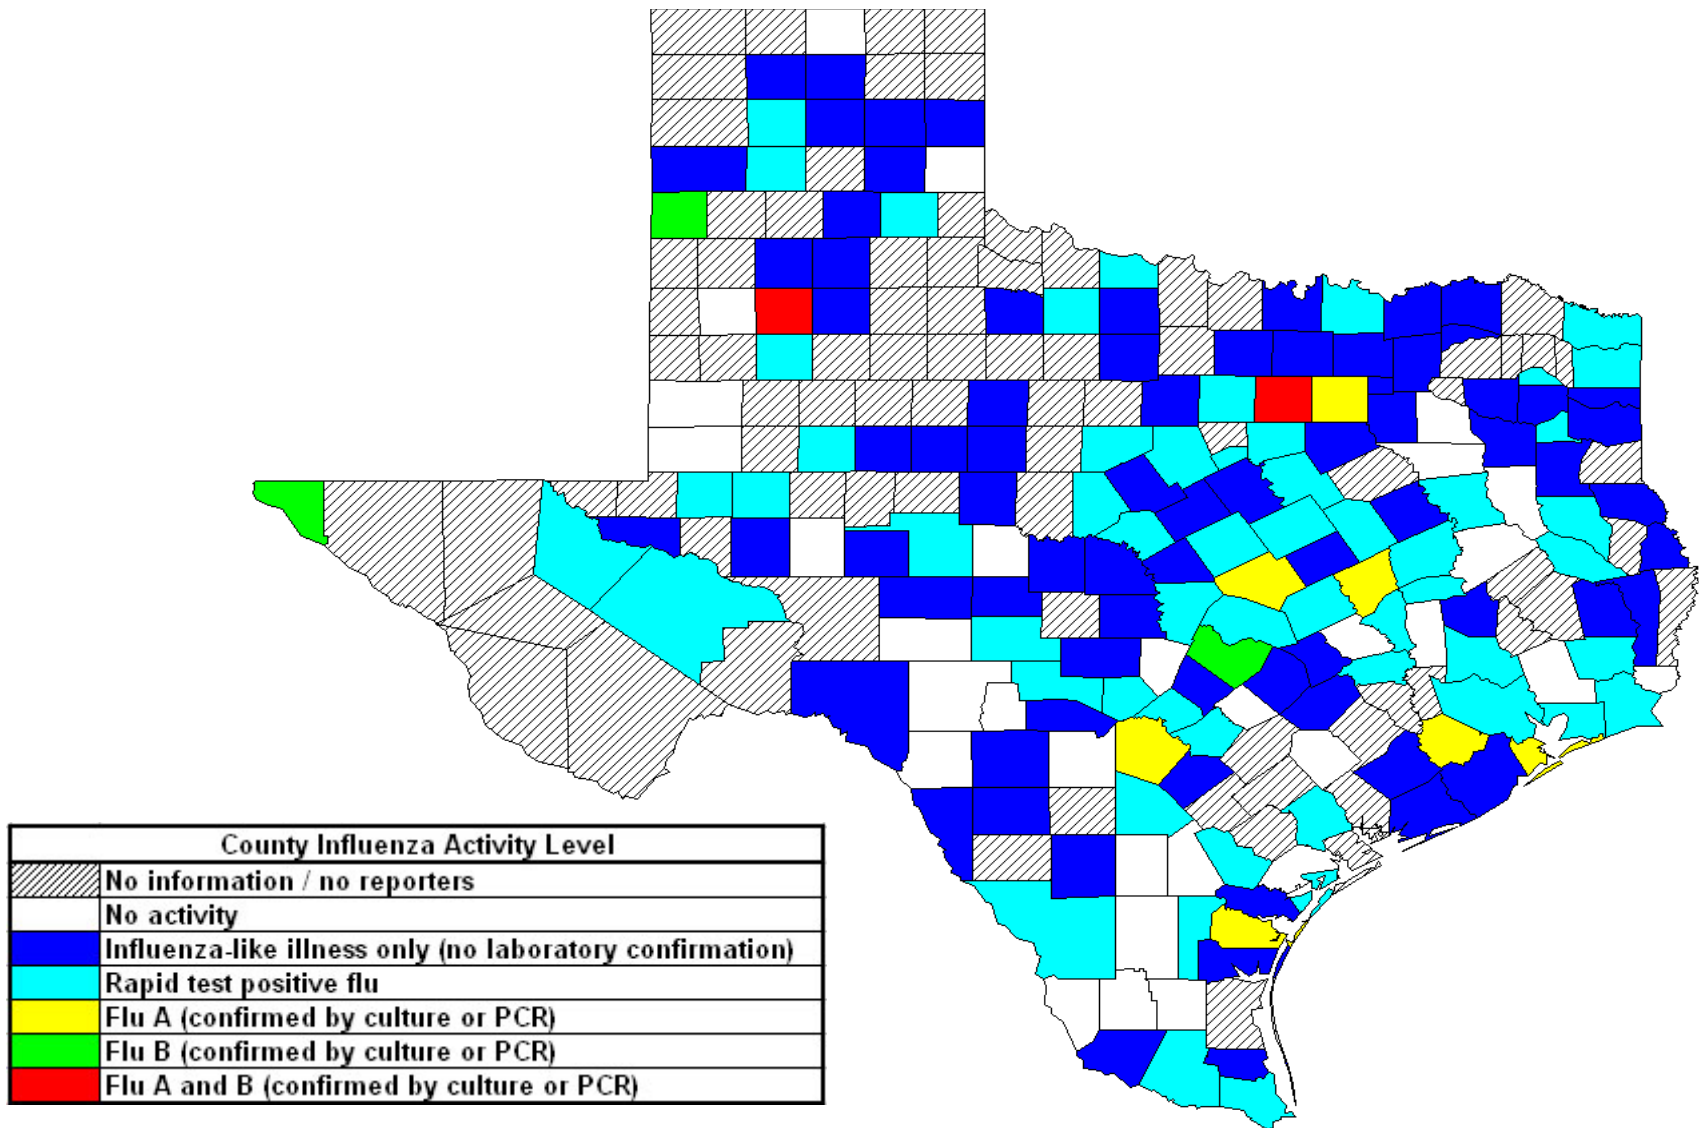 County Influenza Activity Level
No information / no reporters
No activity
Influenza-like illness only (no laboratory confirmation)
Rapid test positive flu
Flu A (confirmed by culture or PCR)
Flu B (confirmed by culture or PCR)
Flu A and B (confirmed by culture or PCR)